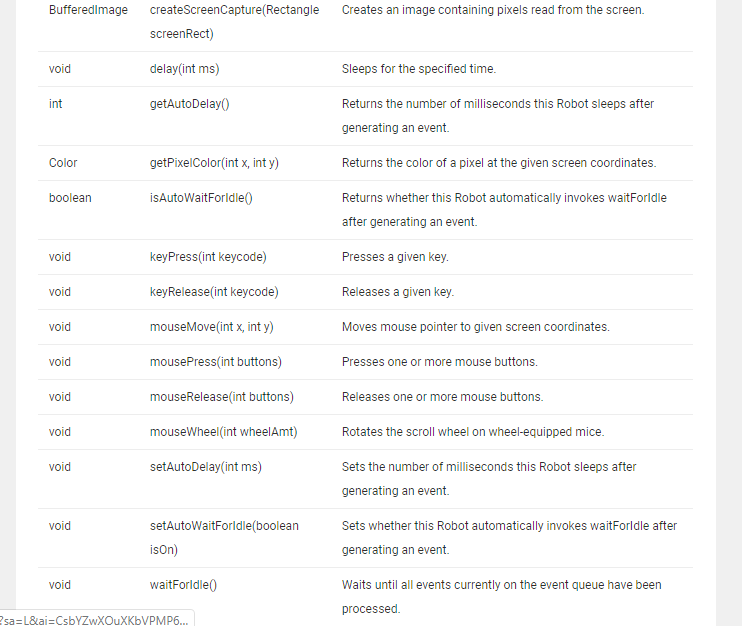 BufferedImage createScreenCapture(Rectangle Creates an image containing pixels read from the screen.
screenRect)
void delay(int ms) Sleeps for the specified time.
int getAutoDelay() Returns the number of milliseconds this Robot sleeps after
generating an event.
Color getPixelColor(int x, int y) Returns the color of a pixel at the given screen coordinates.
boolean isAutoWaitForIdle() Returns whether this Robot automatically invokes waitForIdle
after generating an event.
void keyPress(int keycode) Presses a given key.
void keyRelease(int keycode) Releases a given key.
void mouseMove(int x, int y) Moves mouse pointer to given screen coordinates.
void mousePress(int buttons) Presses one or more mouse buttons.
void mouseRelease(int buttons) Releases one or more mouse buttons.
void mouseWheel(int wheelAmt) Rotates the scroll wheel on wheel-equipped mice.
void setAutoDelay(int ms) Sets the number of milliseconds this Robot sleeps after
generating an event.
void setAutoWaitForIdle(boolean Sets whether this Robot automatically invokes waitForIdle after
isOn) generating an event.
void waitForIdle() Waits until all events currently on the event queue have been
processed.
?sa=L&ai=CsbYZwXOuXKbVPMP6...